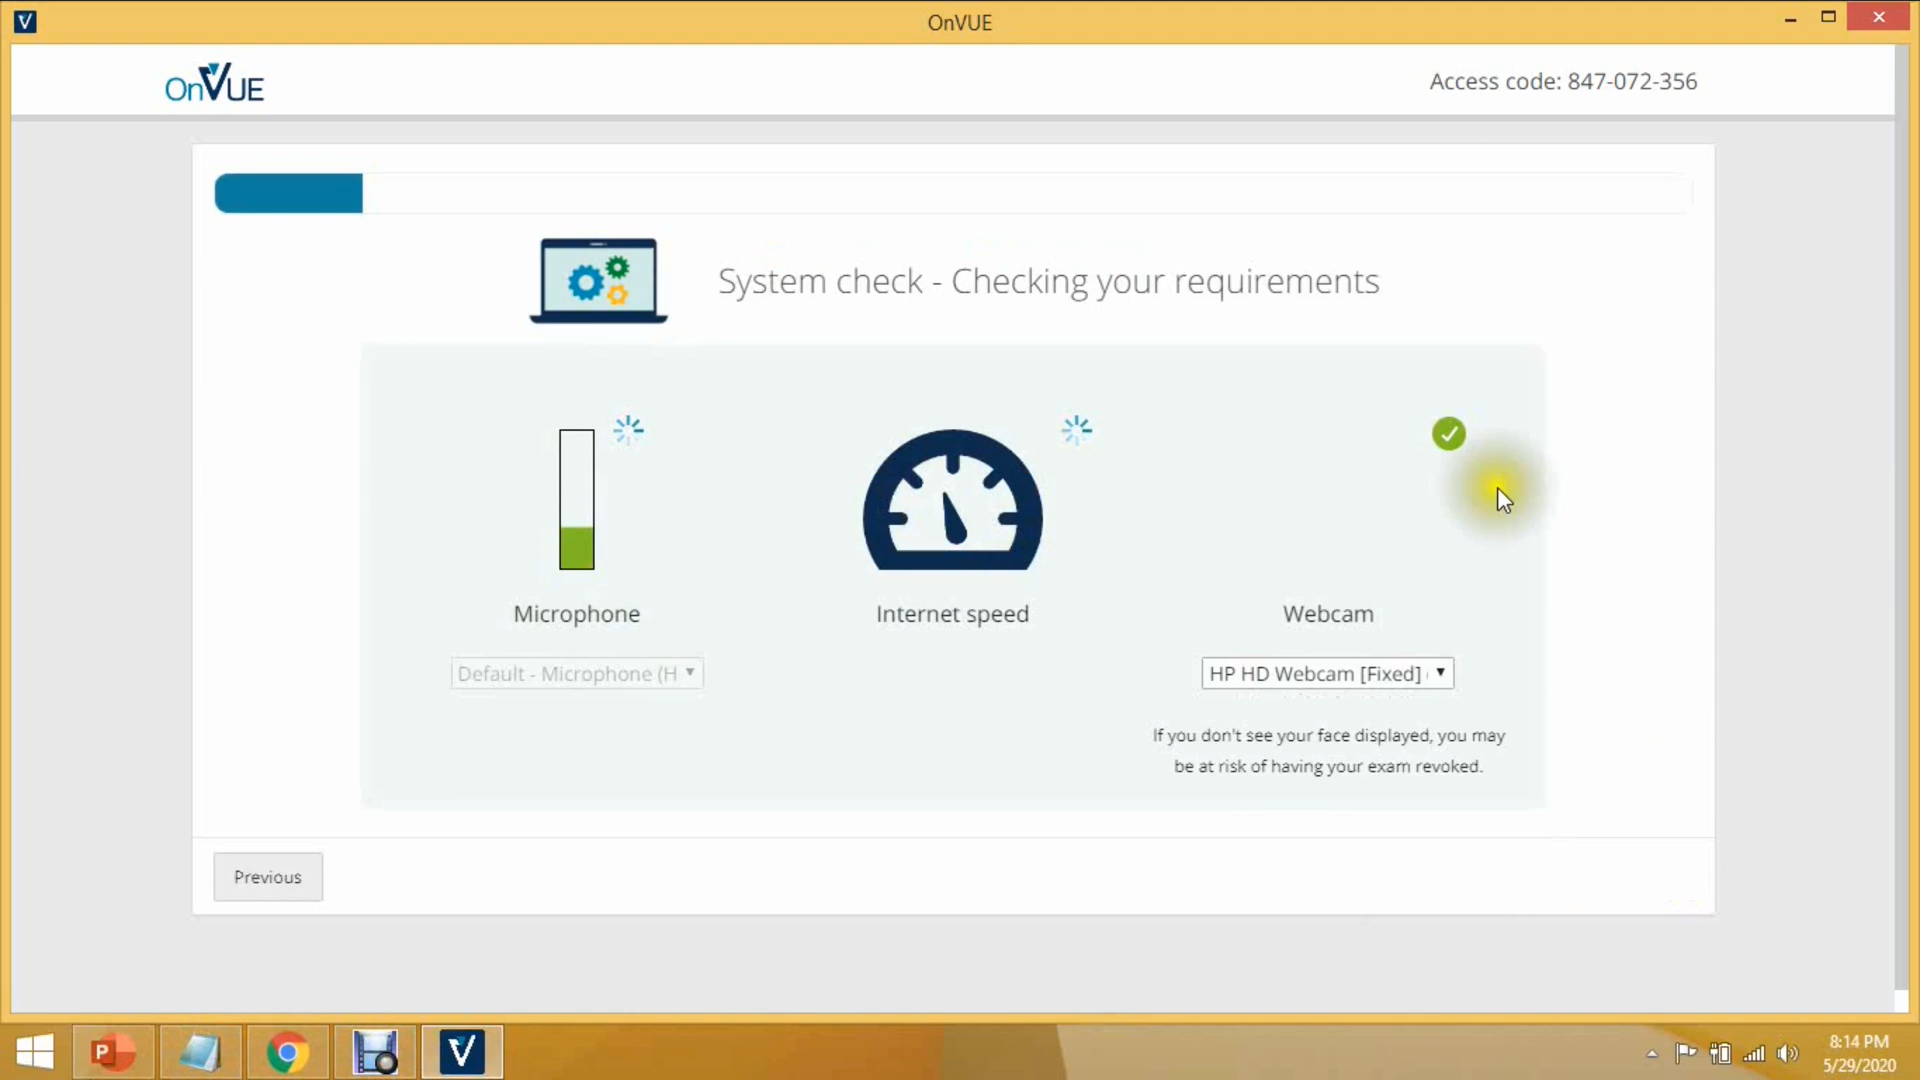 OnVUE
OnVUE
Access code: 847-072-356
System check - Checking your requirements
Microphone
Internet speed
Webcam
Default - Microphone (H
HP HD Webcam [Fixed]
If you don't see your face displayed, you may
be at risk of having your exam revoked.
Previous
8:14 PM
5/29/2020